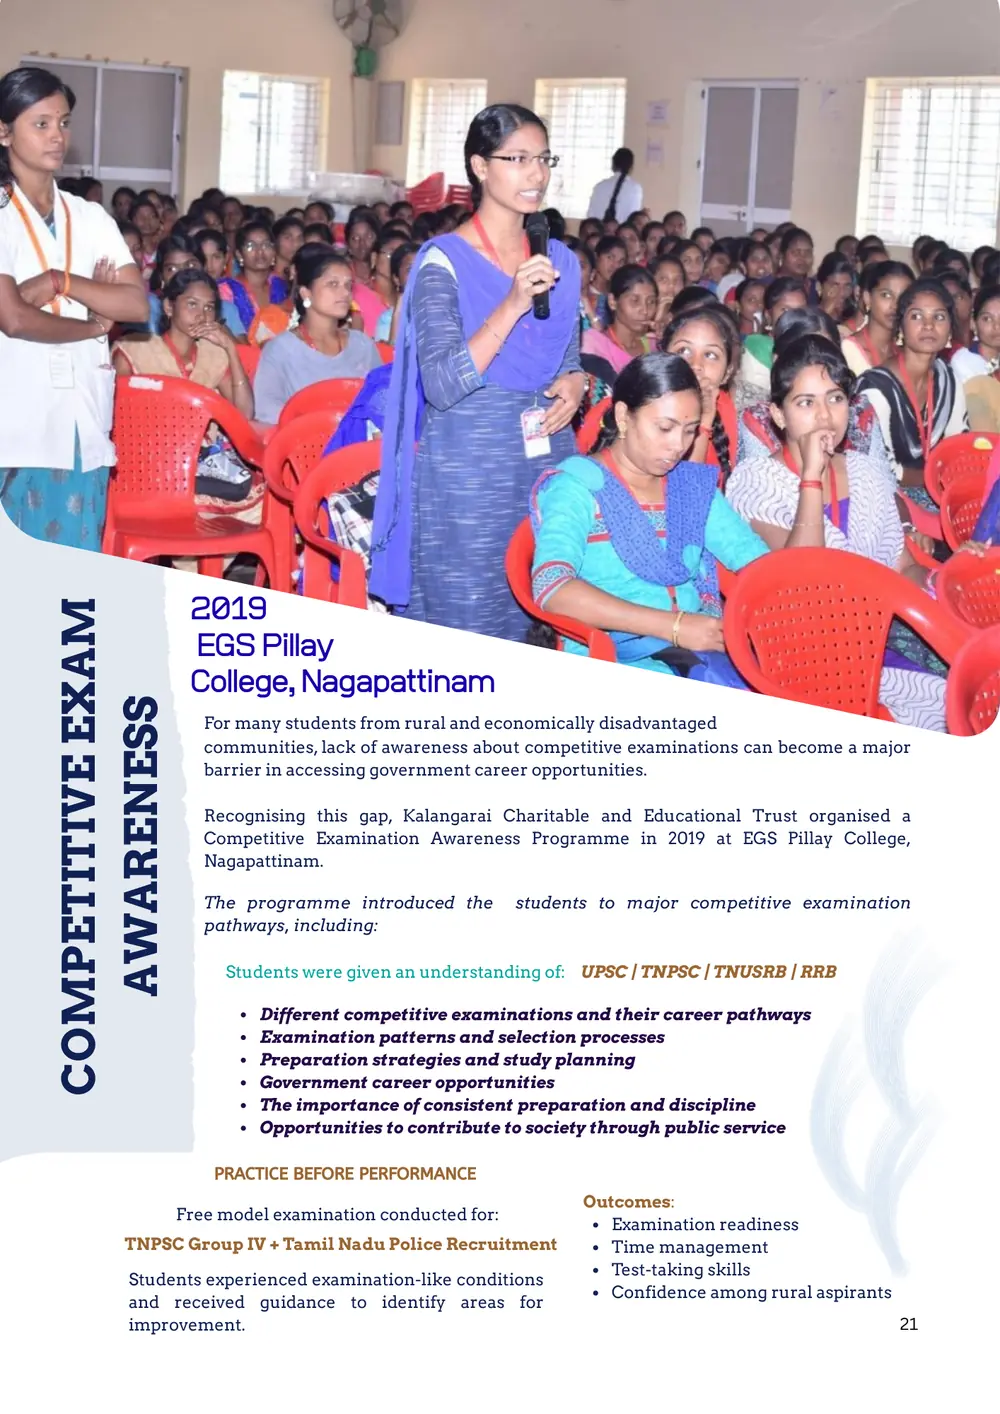 COMPETITIVE EXAM
AWARENESS
2019
EGS Pillay
College, Nagapattinam
For many students from rural and economically disadvantaged
communities, lack of awareness about competitive examinations can become a major
barrier in accessing government career opportunities.
Recognising this gap, Kalangarai Charitable and Educational Trust organised a
Competitive Examination Awareness Programme in 2019 at EGS Pillay College,
Nagapattinam.
The programme introduced the students to major competitive examination
pathways, including:
Students were given an understanding of: UPSC | TNPSC | TNUSRB | RRB
• Different competitive examinations and their career pathways
• Examination patterns and selection processes
• Preparation strategies and study planning
• Government career opportunities
• The importance of consistent preparation and discipline
• Opportunities to contribute to society through public service
PRACTICE BEFORE PERFORMANCE
Free model examination conducted for:
TNPSC Group IV + Tamil Nadu Police Recruitment
Students experienced examination-like conditions
and received guidance to identify areas for
improvement.
Outcomes:
• Examination readiness
• Time management
• Test-taking skills
• Confidence among rural aspirants
21